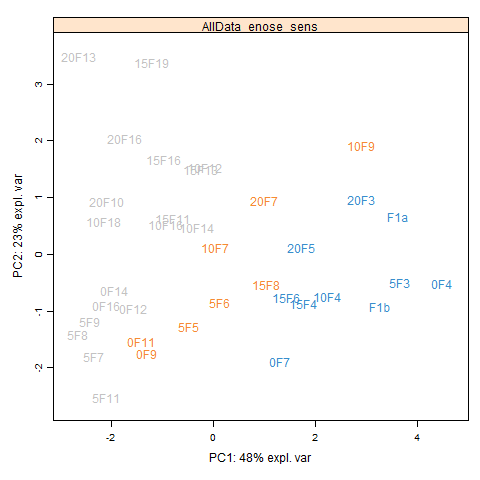 AllData_enose_sens
20F13
15F19
3
20F16
2
10F9
15F16
10F12
15F13
20F10
20F7
20F3
1
10F18
15F11
10F16
10F14
F1a
10F7
20F5
0
5F3
0F4
0F14
15F8
15F6
10F4
0F16
0F12
5F6
15F4
F1b
-1
5F9
5F5
5F8
0F11
5F7
0F9
0F7
-2
5F11
-2
0
2
4
PC1: 48% expl. var
PC2: 23% expl. var